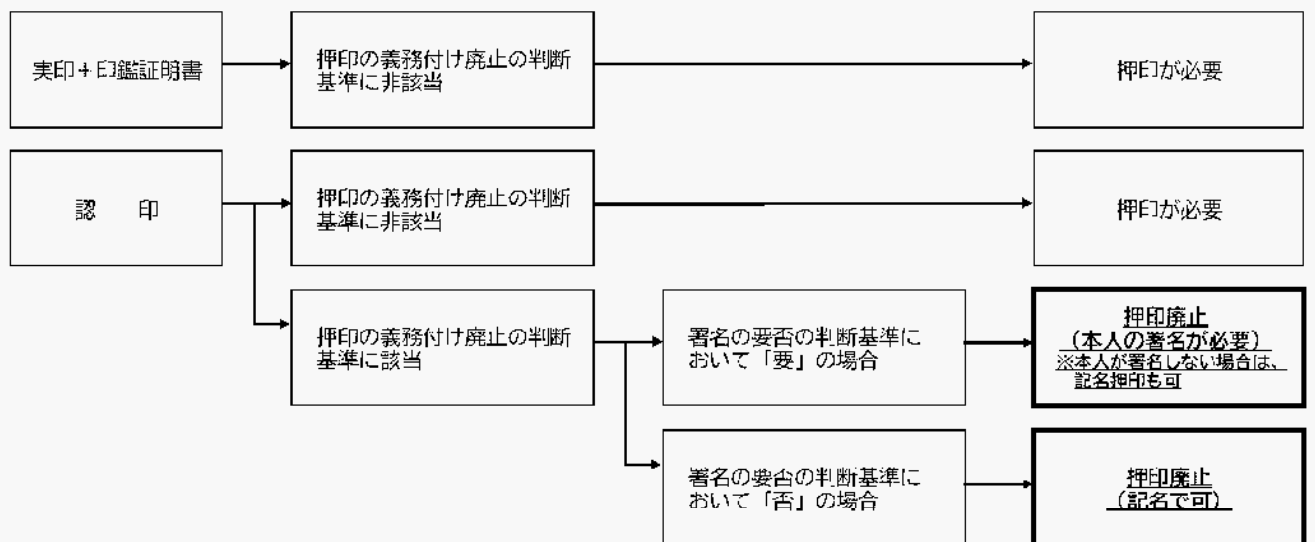 実印+印鑑証明書
押印の義務付け廃止の判断
基準に非該当
押印が必要
認　印
押印の義務付け廃止の判断
基準に非該当
押印が必要
押印の義務付け廃止の判断
基準に該当
署名の要否の判断基準に
おいて「要」の場合
押印廃止
(本人の署名が必要)
※本人が署名しない場合は、
記名押印も可
署名の要否の判断基準に
おいて「否」の場合
押印廃止
(記名で可)